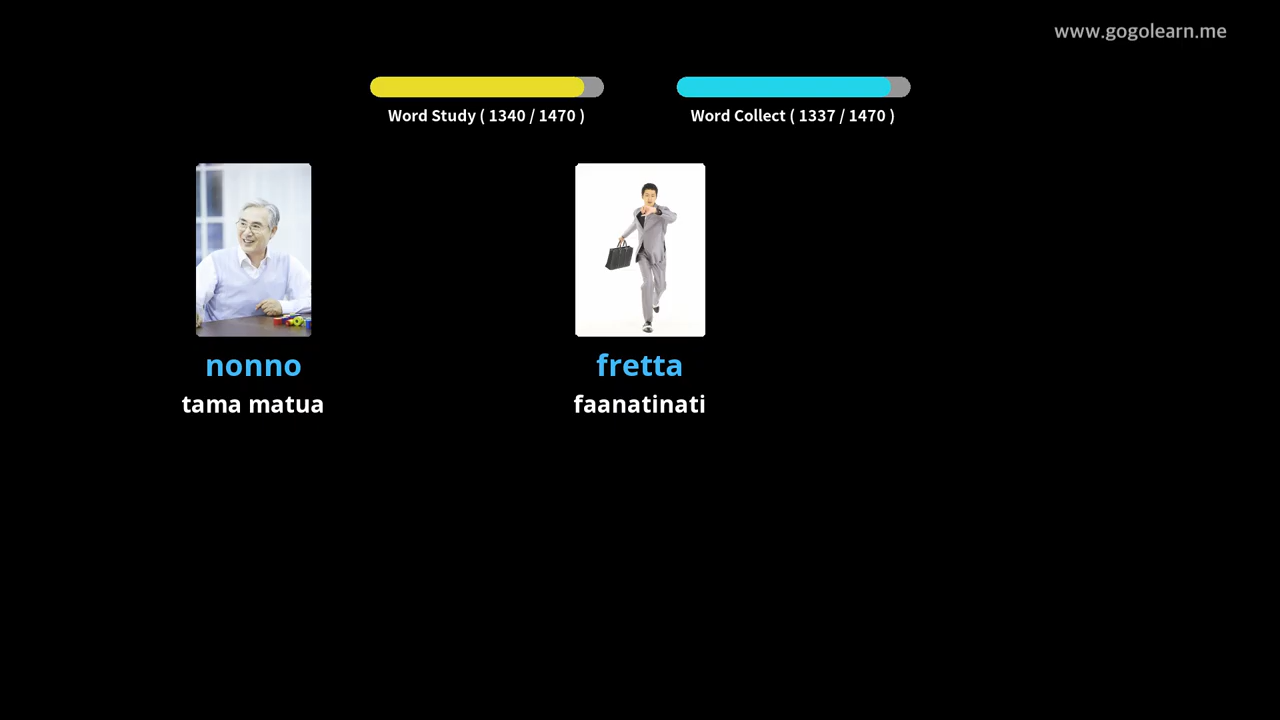 www.gogolearn.me
Word Study ( 1340 / 1470 )
Word Collect ( 1337 / 1470 )
nonno
tama matua
fretta
faanatinati